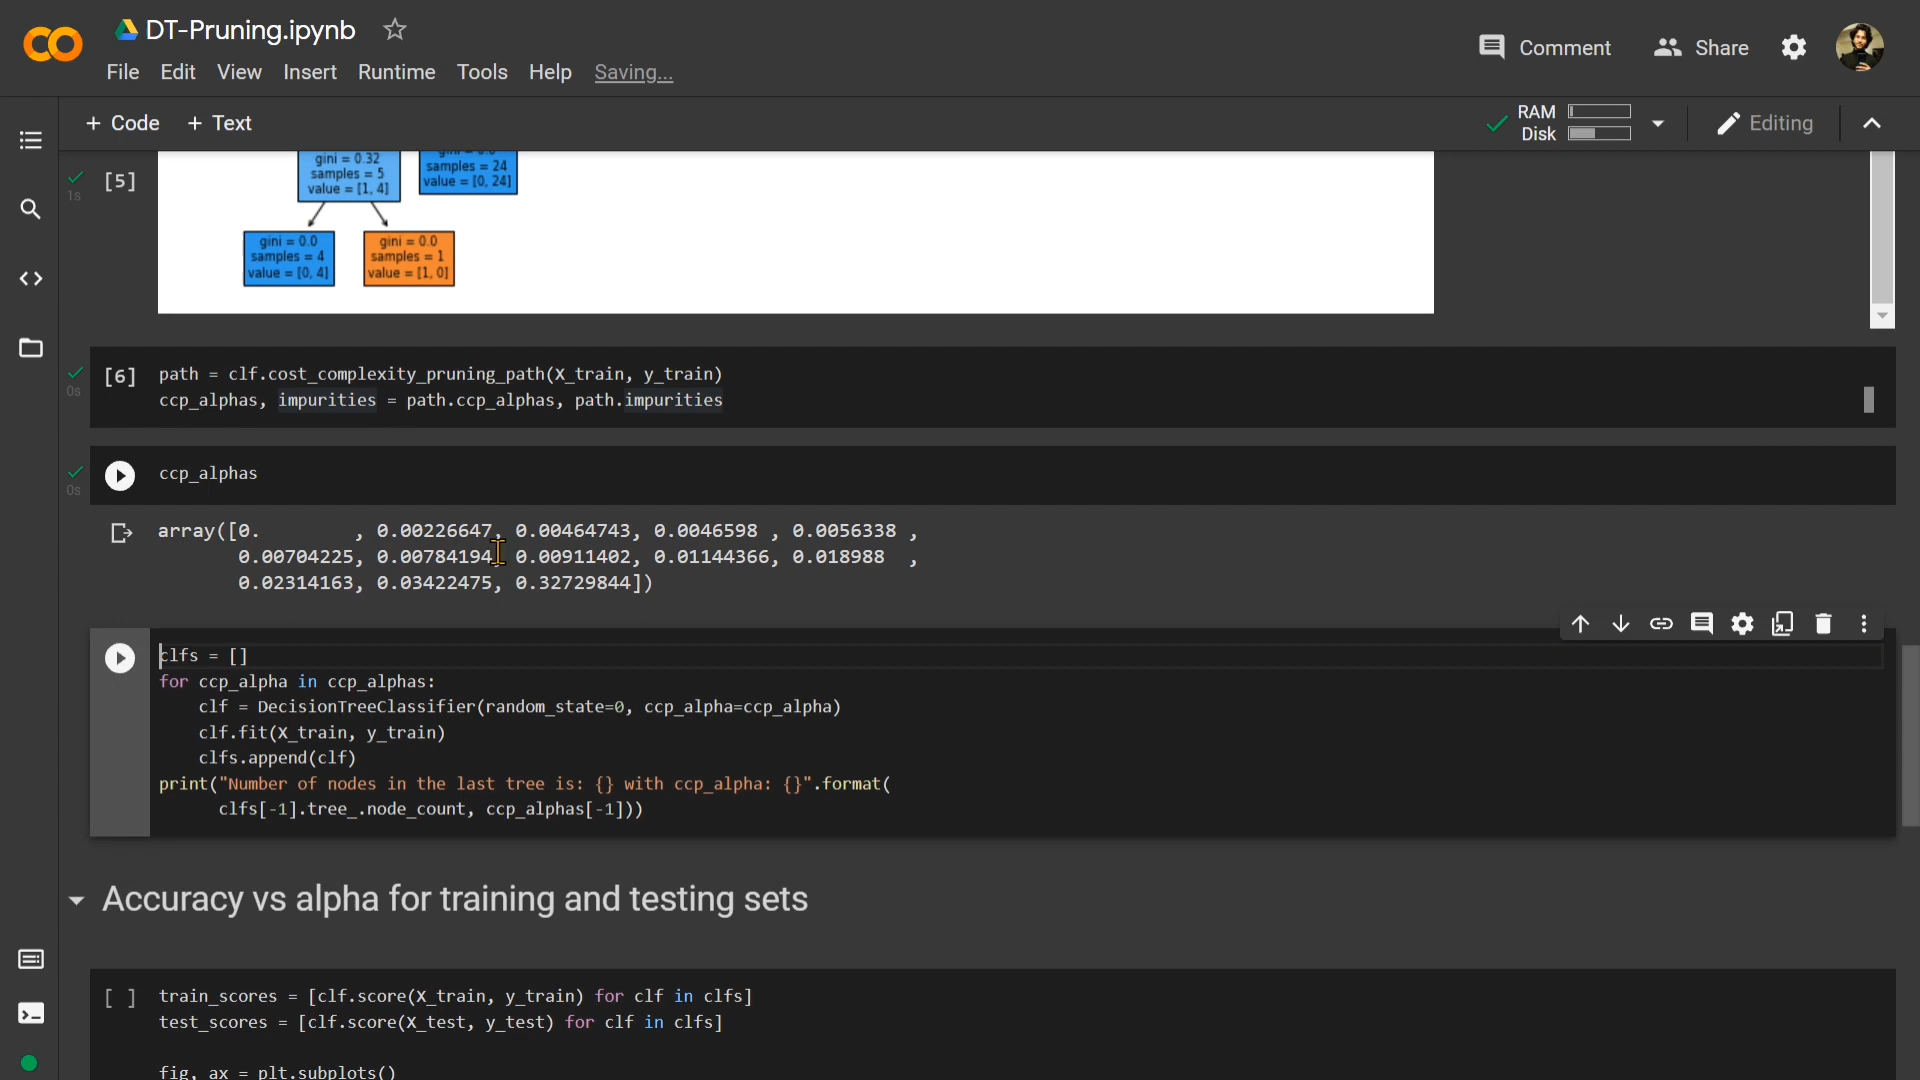 DT-Pruning.ipynb
File Edit View Insert Runtime Tools Help Saving...
Comment Share
+ Code + Text
RAM
Disk
Editing
1s
[5]
gini = 0.32
samples = 5
value = [1, 4]
samples = 24
value = [0, 24]
gini = 0.0
samples = 4
value = [0, 4]
gini = 0.0
samples = 1
value = [1, 0]
0s
[6]
path = clf.cost_complexity_pruning_path(X_train, y_train)
ccp_alphas, impurities = path.ccp_alphas, path.impurities
0s
ccp_alphas
array([0.        , 0.00226647, 0.00464743, 0.0046598 , 0.0056338 ,
0.00704225, 0.00784194, 0.00911402, 0.01144366, 0.018988  ,
0.02314163, 0.03422475, 0.32729844])
clfs = []
for ccp_alpha in ccp_alphas:
clf = DecisionTreeClassifier(random_state=0, ccp_alpha=ccp_alpha)
clf.fit(X_train, y_train)
clfs.append(clf)
print("Number of nodes in the last tree is: {} with ccp_alpha: {}".format(
clfs[-1].tree_.node_count, ccp_alphas[-1]))
Accuracy vs alpha for training and testing sets
[ ]
train_scores = [clf.score(X_train, y_train) for clf in clfs]
test_scores = [clf.score(X_test, y_test) for clf in clfs]
fig, ax = plt.subplots()